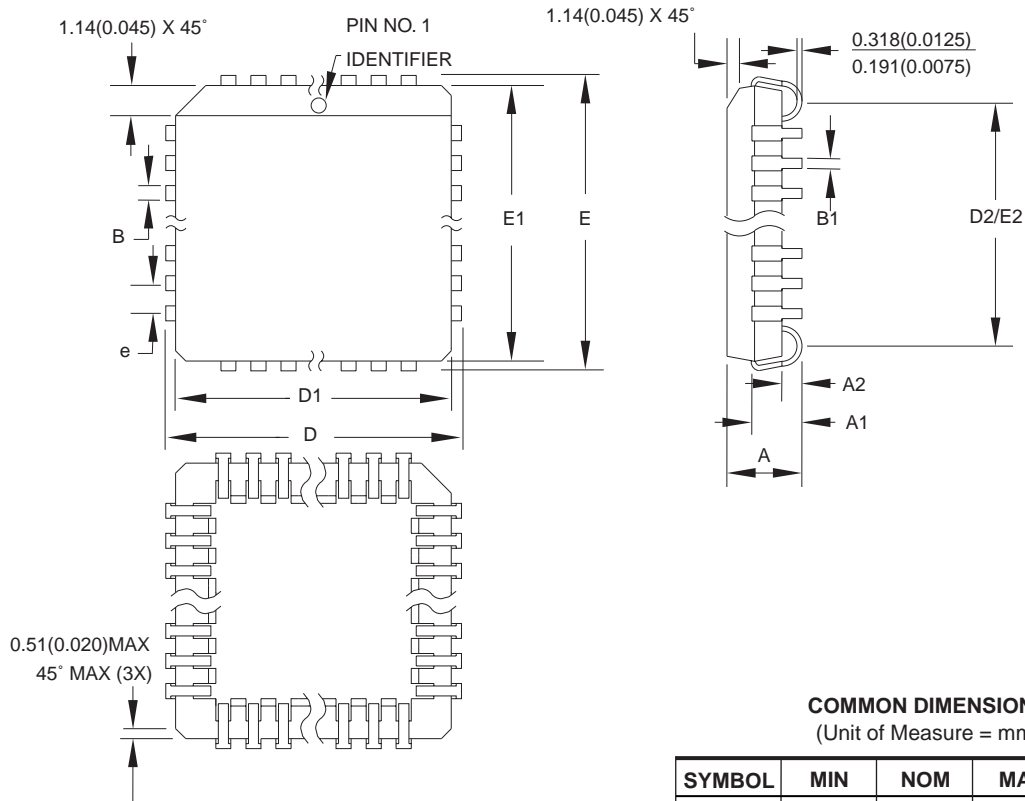 1.14(0.045) X 45˚
PIN NO. 1
IDENTIFIER
1.14(0.045) X 45˚
0.318(0.0125)
0.191(0.0075)
B
e
E1
E
B1
D2/E2
A2
A1
A
D1
D
0.51(0.020)MAX
45˚ MAX (3X)
COMMON DIMENSION
(Unit of Measure = mm
SYMBOL MIN NOM MA